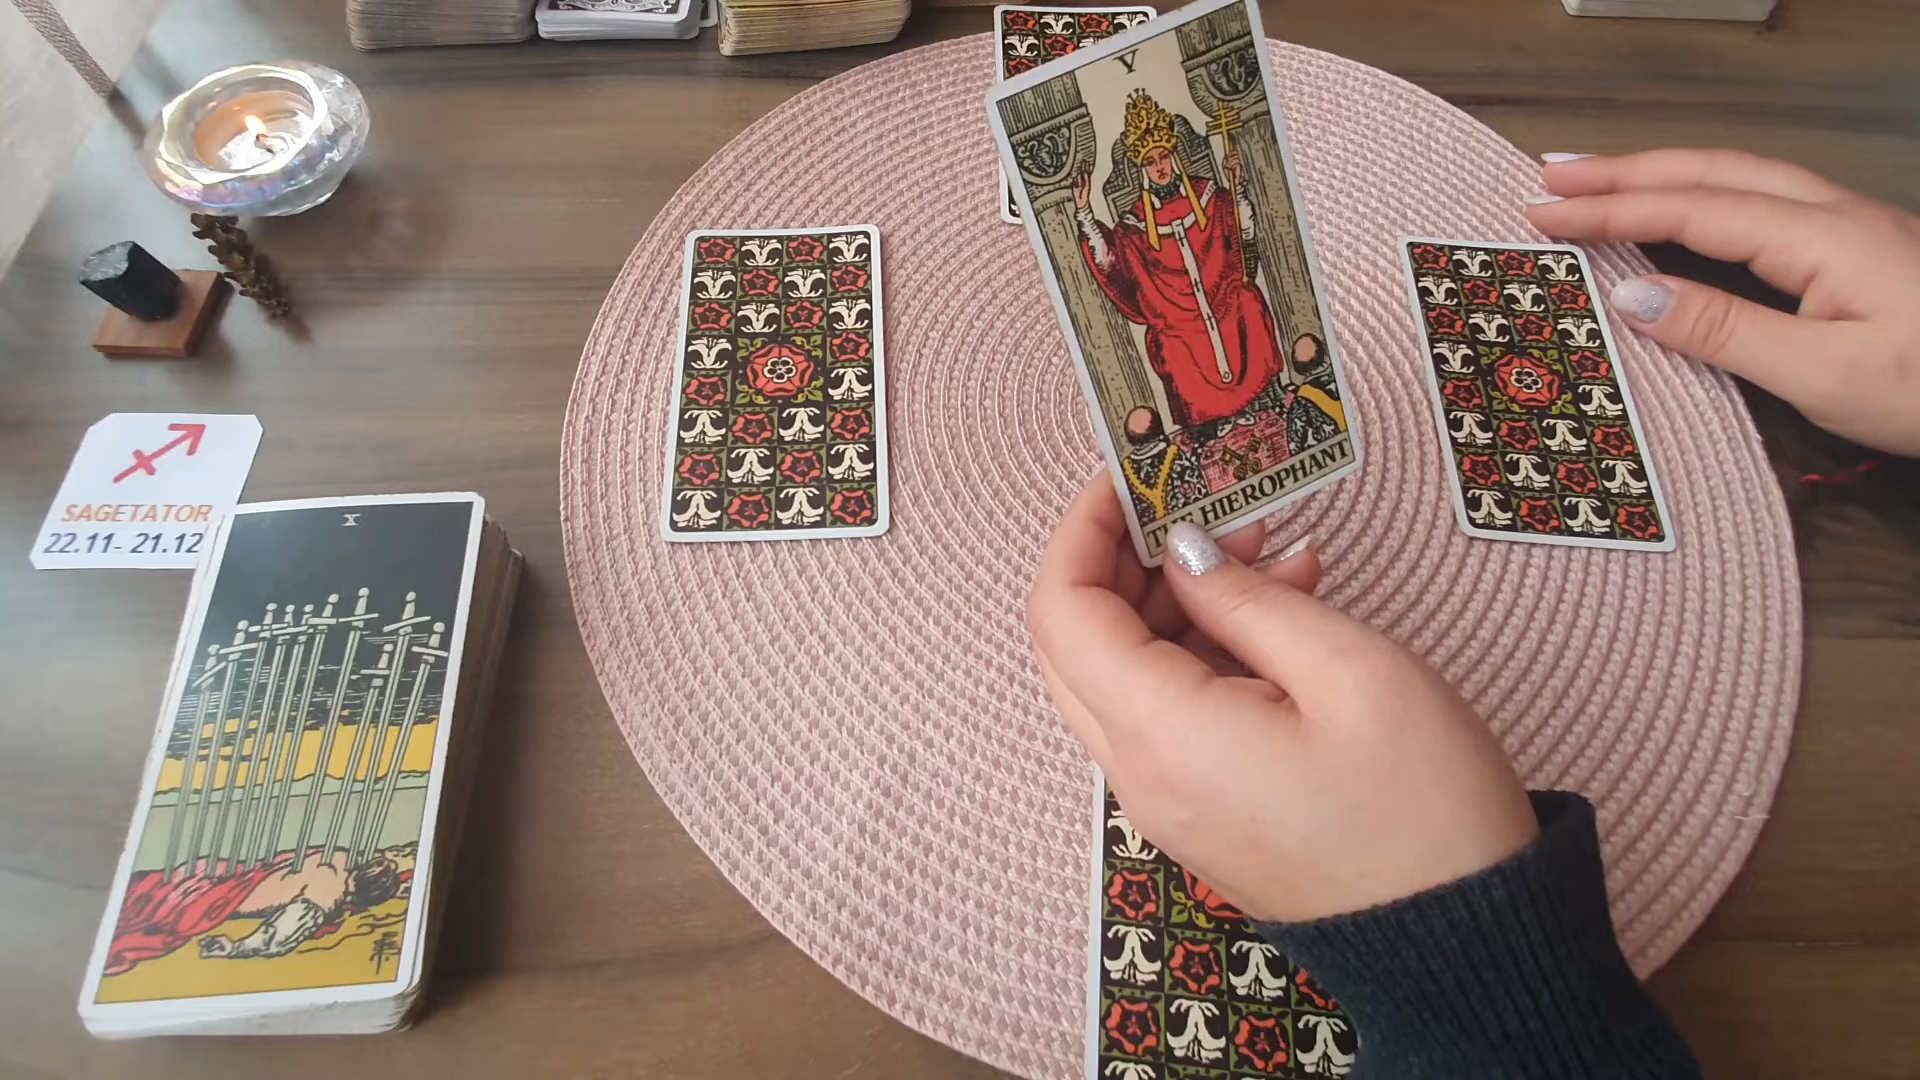 V
THE HIEROPHANT
SAGETATOR
22.11- 21.12
X